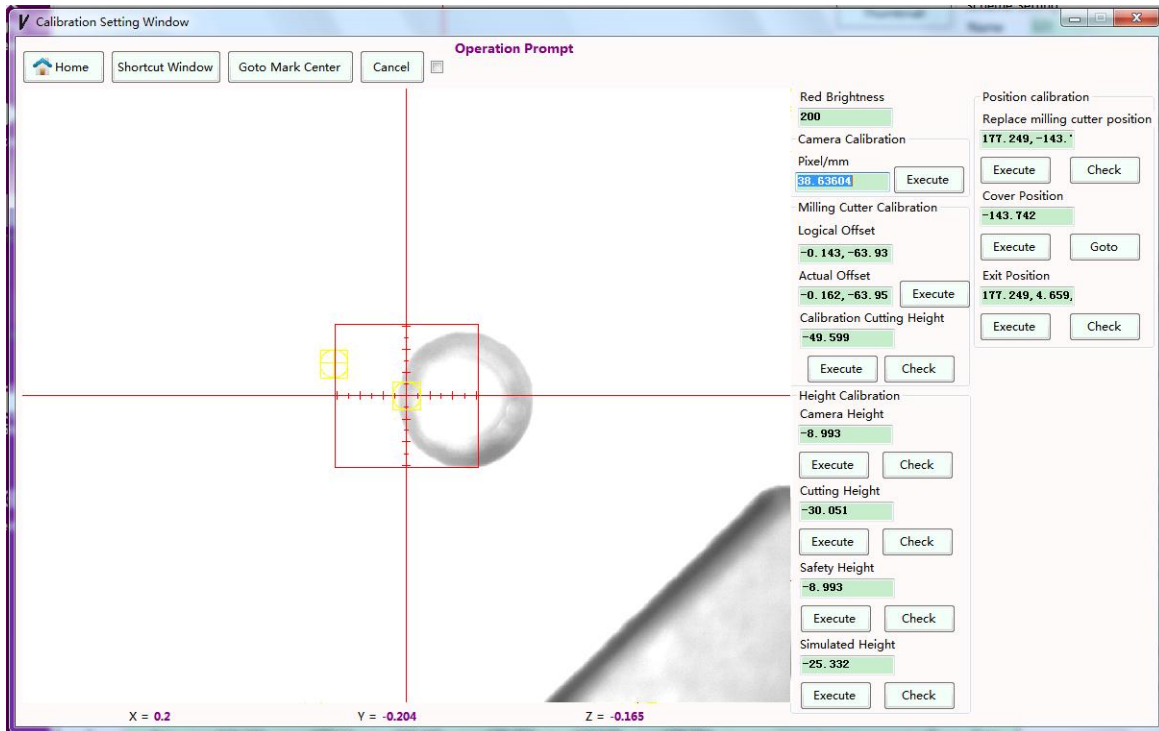 Calibration Setting Window
Home
Shortcut Window
Goto Mark Center
Cancel
Operation Prompt
Red Brightness
200
Camera Calibration
Pixel/mm
38.63604
Execute
Milling Cutter Calibration
Logical Offset
-0.143,-63.93
Actual Offset
-0.162,-63.95
Execute
Calibration Cutting Height
-49.599
Execute
Check
Height Calibration
Camera Height
-8.993
Execute
Check
Cutting Height
-30.051
Execute
Check
Safety Height
-8.993
Execute
Check
Simulated Height
-25.332
Execute
Check
Position calibration
Replace milling cutter position
177.249,-143.
Execute
Check
Cover Position
-143.742
Execute
Goto
Exit Position
177.249,4.659,
Execute
Check
X = 0.2
Y = -0.204
Z = -0.165